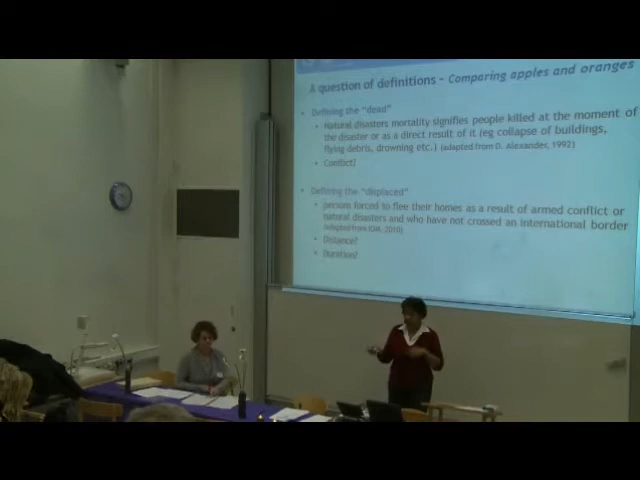 A question of definitions - Comparing apples and oranges
Defining the "dead"
Natural disasters mortality signifies people killed at the moment of
the disaster or as a direct result of it (eg collapse of buildings,
flying debris, drowning etc.) (adapted from D. Alexander, 1992)
Conflict?
Defining the "displaced"
persons forced to flee their homes as a result of armed conflict or
natural disasters and who have not crossed an international border
(adapted from 2010)
Distance?
Duration?